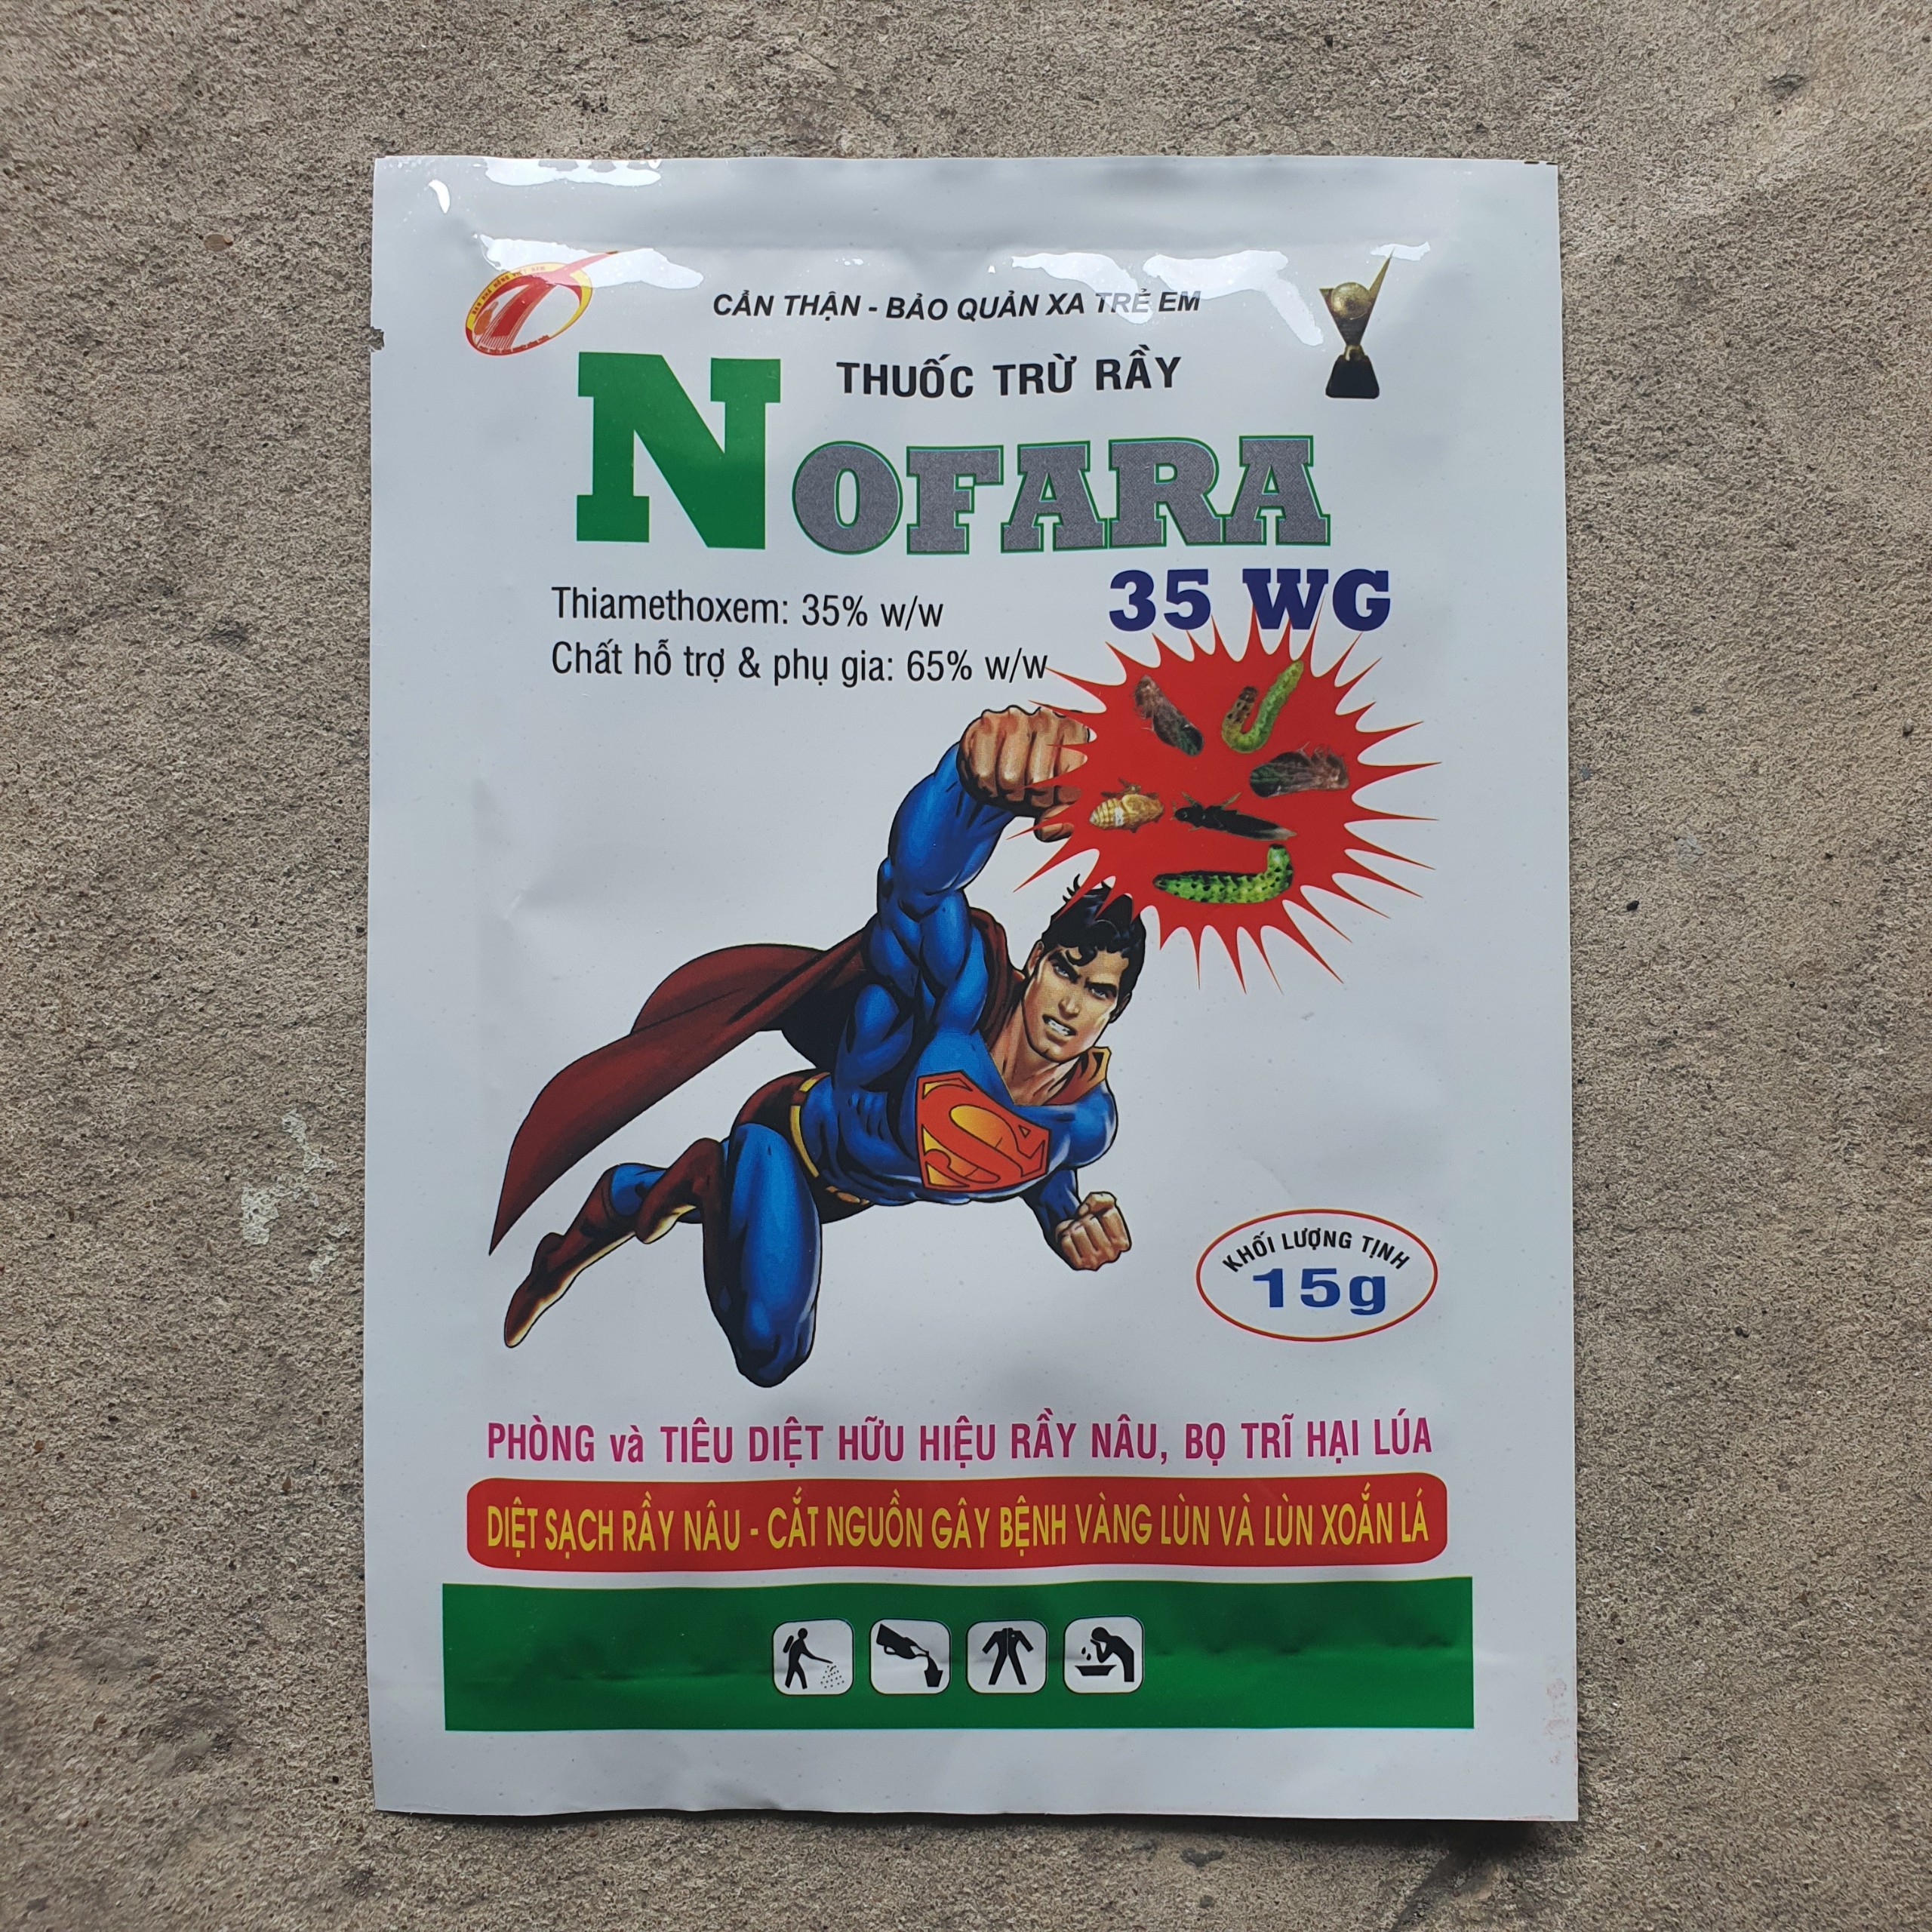 CẨN THẬN - BẢO QUẢN XA TRẺ EM
THUỐC TRỪ RẦY
NOFARA
35 WG
Thiamethoxem: 35% w/w
Chất hỗ trợ & phụ gia: 65% w/w
S
KHỐI LƯỢNG TỊNH
15g
PHÒNG và TIÊU DIỆT HỮU HIỆU RẦY NÂU, BỌ TRĨ HẠI LÚA
DIỆT SẠCH RẦY NÂU - CẮT NGUỒN GÂY BỆNH VÀNG LÙN VÀ LÙN XOẮN LÁ